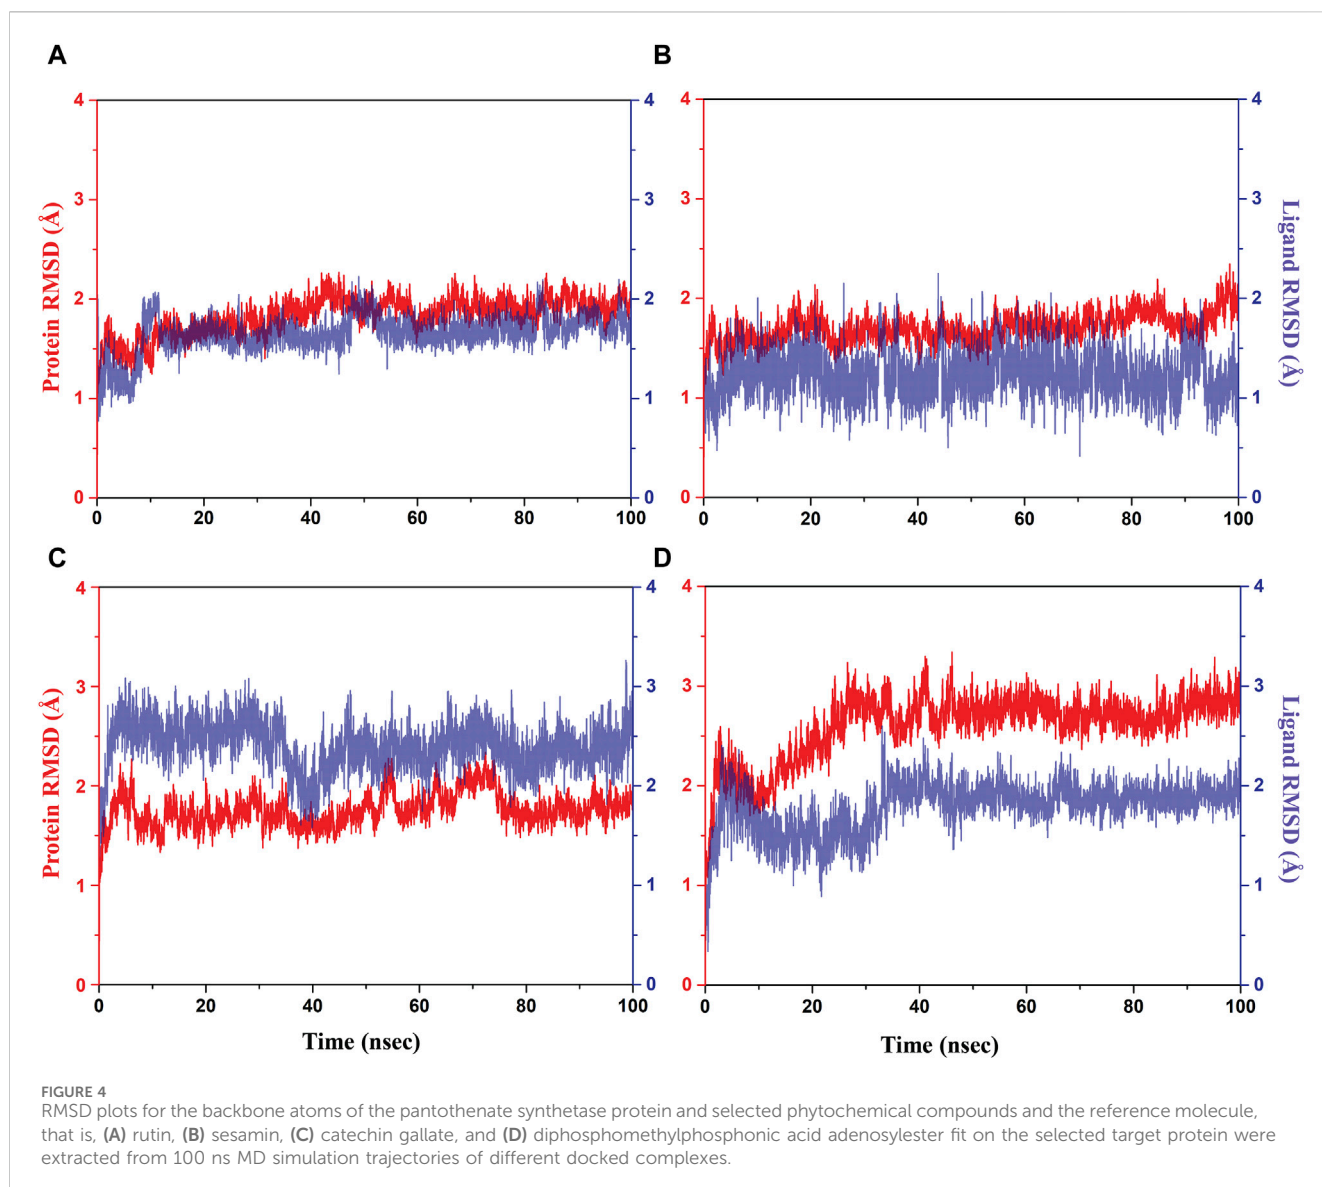 A
B
4
3
2
1
0
Protein RMSD (Å)
4
3
2
1
0
0 20 40 60 80 100
4
3
2
1
0
4
3
2
1
0
Ligand RMSD (Å)
0 20 40 60 80 100
C
D
4
3
2
1
0
Protein RMSD (Å)
4
3
2
1
0
0 20 40 60 80 100
Time (nsec)
4
3
2
1
0
4
3
2
1
0
Ligand RMSD (Å)
0 20 40 60 80 100
Time (nsec)
FIGURE 4
RMSD plots for the backbone atoms of the pantothenate synthetase protein and selected phytochemical compounds and the reference molecule,
that is, (A) rutin, (B) sesamin, (C) catechin gallate, and (D) diphosphomethylphosphonic acid adenosylester fit on the selected target protein were
extracted from 100 ns MD simulation trajectories of different docked complexes.